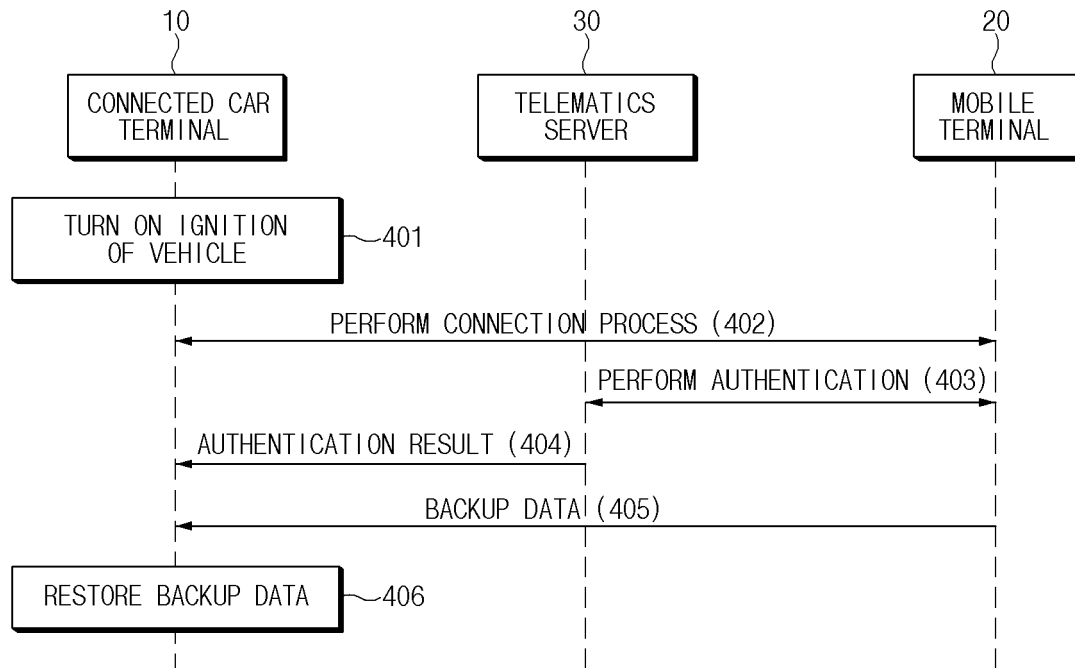 10
30
20
CONNECTED CAR
TERMINAL
TELEMATICS
SERVER
MOBILE
TERMINAL
TURN ON IGNITION
OF VEHICLE
401
PERFORM CONNECTION PROCESS (402)
PERFORM AUTHENTICATION (403)
AUTHENTICATION RESULT (404)
BACKUP DATA (405)
RESTORE BACKUP DATA
406